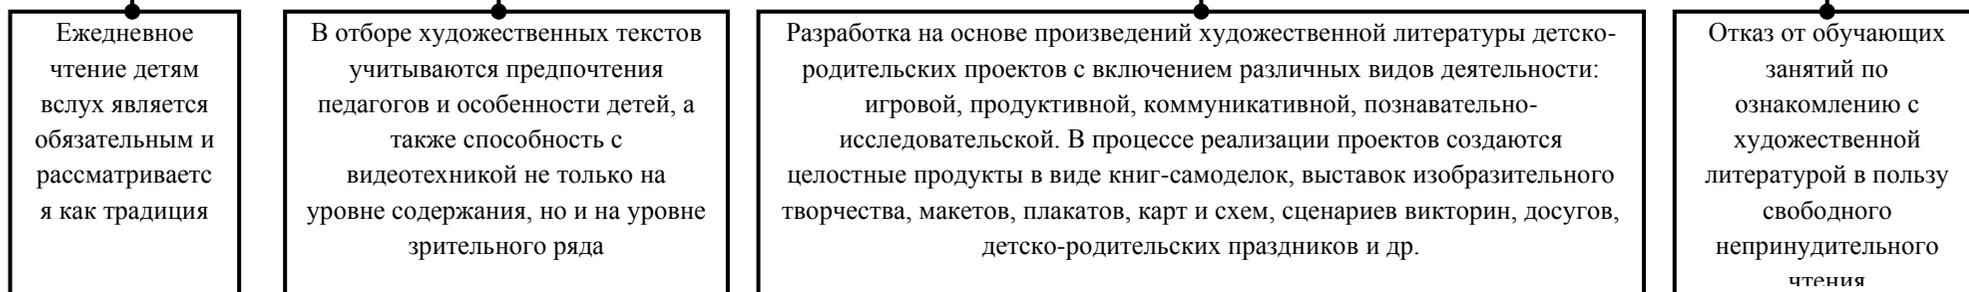 Ежедневное
чтение детям
вслух является
обязательным и
рассматриваетс
я как традиция
В отборе художественных текстов
учитываются предпочтения
педагогов и особенности детей, а
также способность с
видеотехникой не только на
уровне содержания, но и на уровне
зрительного ряда
Разработка на основе произведений художественной литературы детско-
родительских проектов с включением различных видов деятельности:
игровой, продуктивной, коммуникативной, познавательно-
исследовательской. В процессе реализации проектов создаются
целостные продукты в виде книг-самоделок, выставок изобразительного
творчества, макетов, плакатов, карт и схем, сценариев викторин, досугов,
детско-родительских праздников и др.
Отказ от обучающих
занятий по
ознакомлению с
художественной
литературой в пользу
свободного
непринудительного
чтения